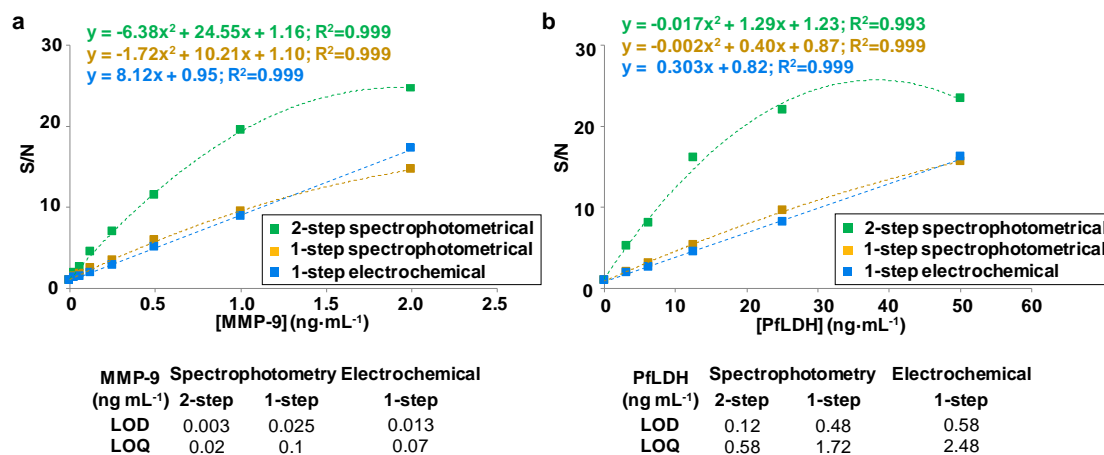 a
y = -6.38x² + 24.55x + 1.16; R²=0.999
y = -1.72x² + 10.21x + 1.10; R²=0.999
y = 8.12x + 0.95; R²=0.999
S/N
30
20
10
0
0
0.5
1.0
1.5
2.0
2.5
[MMP-9] (ng·mL⁻¹)
2-step spectrophotometrical
1-step spectrophotometrical
1-step electrochemical
MMP-9 Spectrophotometry Electrochemical
(ng mL⁻¹) 2-step 1-step 1-step
LOD 0.003 0.025 0.013
LOQ 0.02 0.1 0.07
b
y = -0.017x² + 1.29x + 1.23; R²=0.993
y = -0.002x² + 0.40x + 0.87; R²=0.999
y = 0.303x + 0.82; R²=0.999
S/N
30
20
10
0
0
10
20
30
40
50
60
[PfLDH] (ng·mL⁻¹)
2-step spectrophotometrical
1-step spectrophotometrical
1-step electrochemical
PfLDH Spectrophotometry Electrochemical
(ng mL⁻¹) 2-step 1-step 1-step
LOD 0.12 0.48 0.58
LOQ 0.58 1.72 2.48